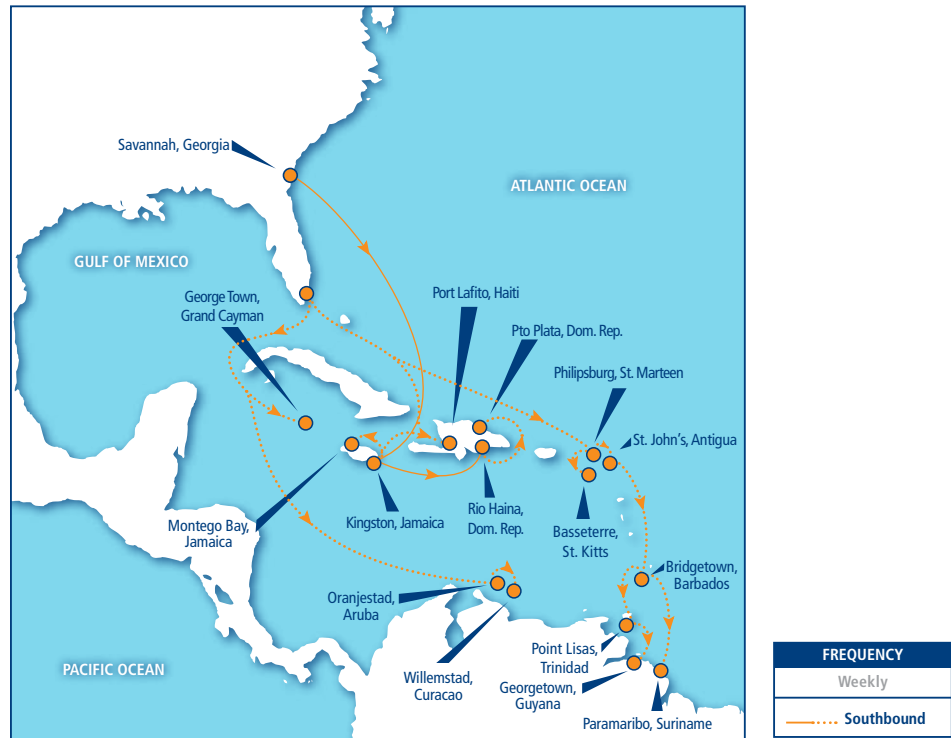 Savannah, Georgia
ATLANTIC OCEAN
GULF OF MEXICO
George Town,
Grand Cayman
Port Lafito, Haiti
Pto Plata, Dom. Rep.
Philipsburg, St. Marteen
St. John's, Antigua
Montego Bay,
Jamaica
Kingston, Jamaica
Rio Haina,
Dom. Rep.
Basseterre,
St. Kitts
Bridgetown,
Barbados
Oranjestad,
Aruba
Willemstad,
Curacao
Point Lisas,
Trinidad
Georgetown,
Guyana
Paramaribo, Suriname
PACIFIC OCEAN
FREQUENCY
Weekly
Southbound